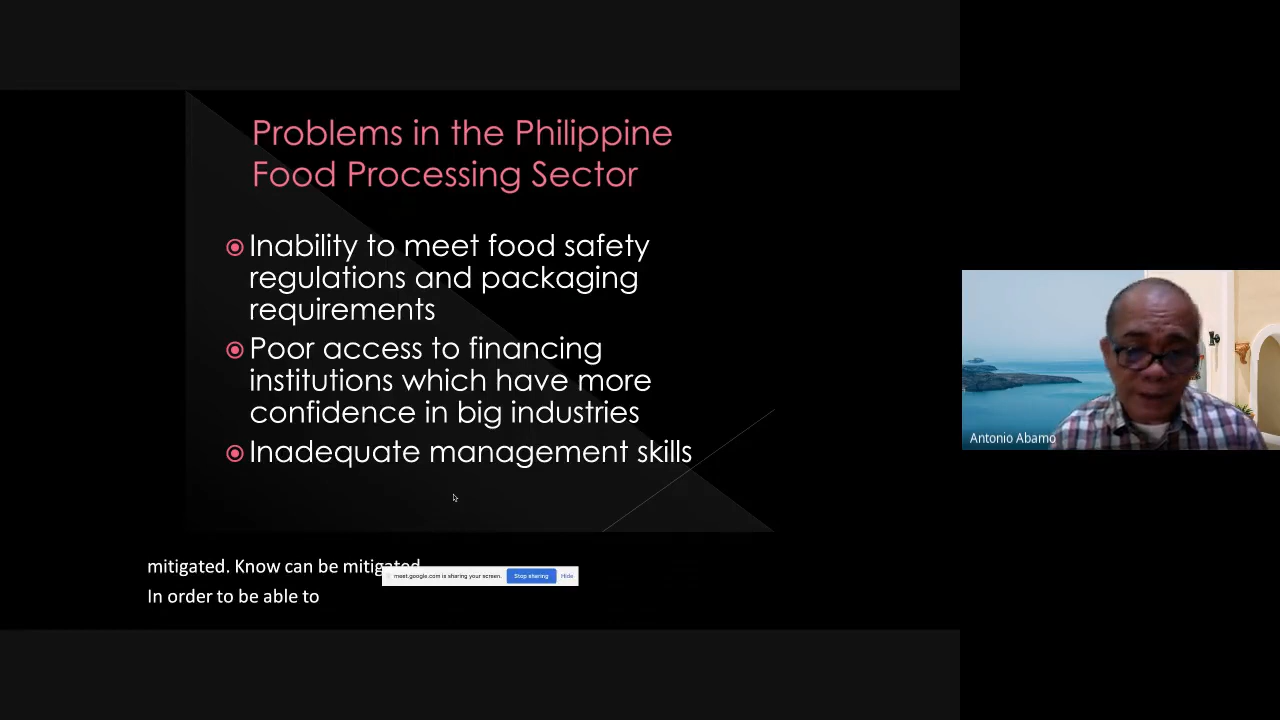 Problems in the Philippine
Food Processing Sector
Inability to meet food safety
regulations and packaging
requirements
Poor access to financing
institutions which have more
confidence in big industries
Inadequate management skills
mitigated. Know can be mitigated
In order to be able to
meet.google.com is sharing your screen.
Stop sharing
Hide
Antonio Abamo